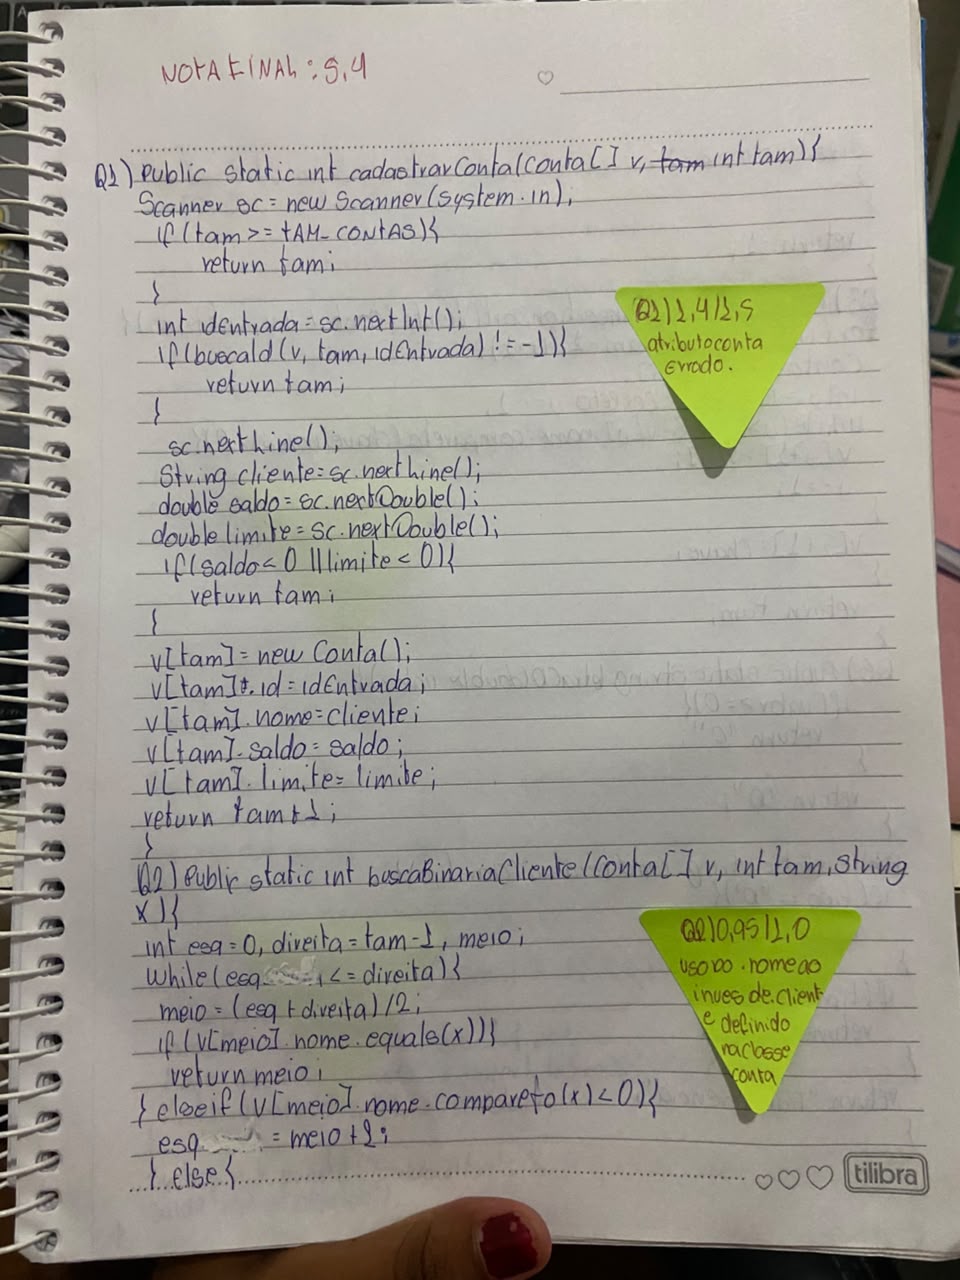 NOTA FINAL: 9,4
Q1) Public static int cadastrarConta(Conta[] v, tam int tam){
Scanner sc = new Scanner(System.in);
if(tam >= TAM_CONTAS){
return tam;
}
int idEntrada = sc.nextInt();
if(buscaId(v, tam, idEntrada) != -1){
return tam;
}
sc.nextLine();
String cliente = sc.nextLine();
double saldo = sc.nextDouble();
double limite = sc.nextDouble();
if(saldo < 0 || limite < 0){
return tam;
}
v[tam] = new Conta();
v[tam].id = idEntrada;
v[tam].nome = cliente;
v[tam].saldo = saldo;
v[tam].limite = limite;
return tam + 1;
}
Q1) 1,4/1,5
atributo conta
Errado.
Q2) Public static int buscaBinariaCliente(Conta[] v, int tam, String
x){
int esq = 0, direita = tam-1, meio;
while(esq <= direita){
meio = (esq + direita)/2;
if(v[meio].nome.equals(x)){
return meio;
} else if(v[meio].nome.compareTo(x) < 0){
esq = meio + 1;
} else{
Q2) 0,95/1,0
uso do .nome ao
inves de .client
e definido
na classe
conta
tilibra